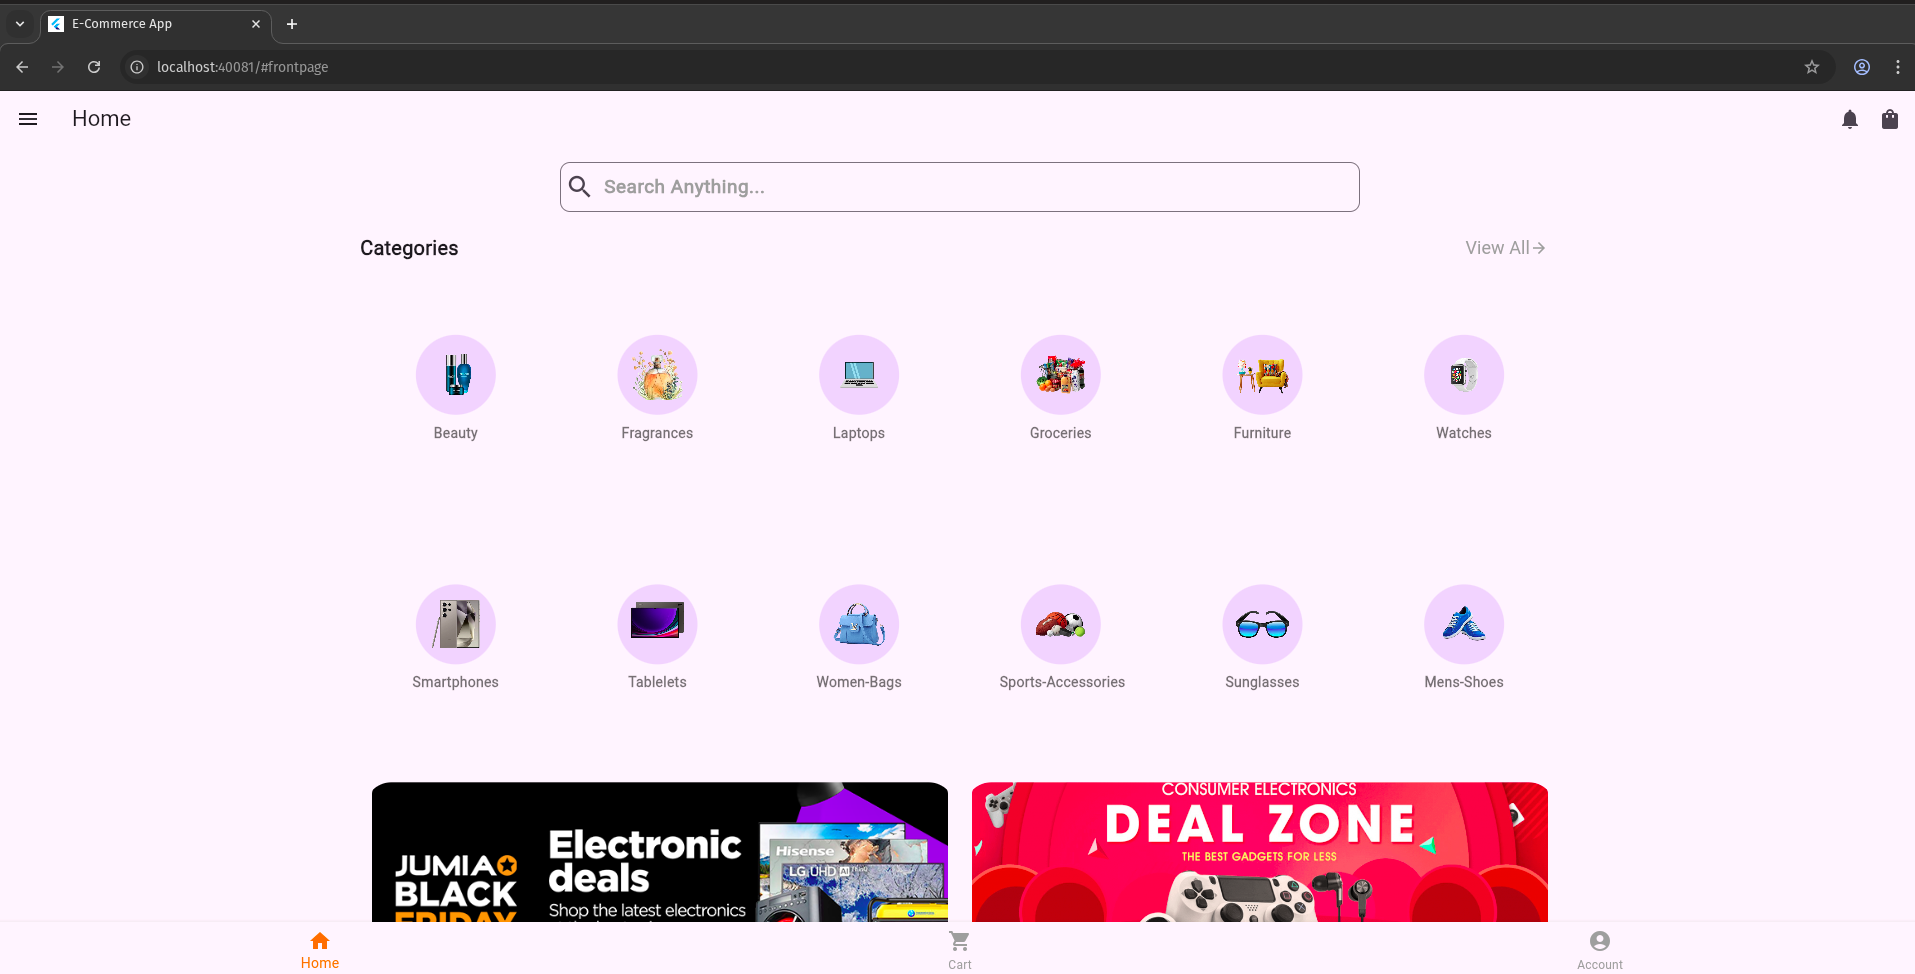 E-Commerce App
localhost:40081/#frontpage
Home
Search Anything...
Categories
View All
Beauty
Fragrances
Laptops
Groceries
Furniture
Watches
Smartphones
Tablelets
Women-Bags
Sports-Accessories
Sunglasses
Mens-Shoes
JUMIA
BLACK
FRIDAY
Electronic
deals
Shop the latest electronics
Hisense
LG UHD AI
CONSUMER ELECTRONICS
DEAL ZONE
THE BEST GADGETS FOR LESS
Home
Cart
Account